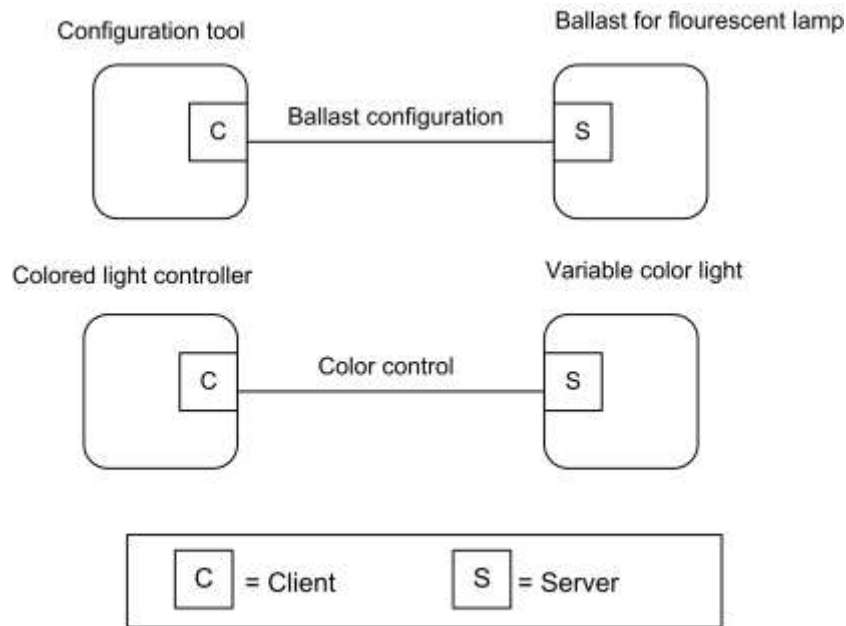 Configuration tool
Ballast for flourescent lamp
C
Ballast configuration
S
Colored light controller
Variable color light
C
Color control
S
C = Client
S = Server